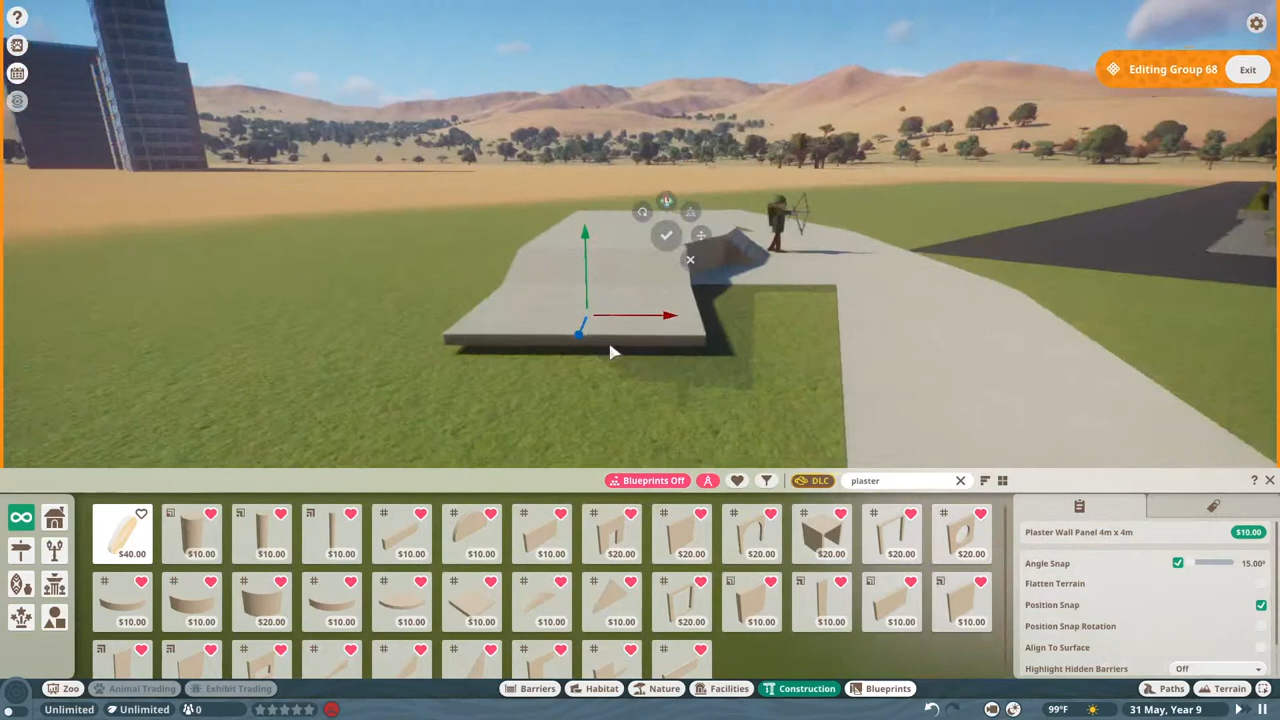 ?
Editing Group 68
Exit
Blueprints Off
DLC
plaster
?
$40.00
$10.00
$10.00
$10.00
$10.00
$10.00
$10.00
$20.00
$10.00
$20.00
$20.00
$20.00
$20.00
$10.00
$10.00
$20.00
$10.00
$10.00
$10.00
$10.00
$10.00
$20.00
$10.00
$10.00
$10.00
$10.00
Plaster Wall Panel 4m x 4m
$10.00
Angle Snap
15.00°
Flatten Terrain
Position Snap
Position Snap Rotation
Align To Surface
Highlight Hidden Barriers
Off
Zoo
Animal Trading
Exhibit Trading
Barriers
Habitat
Nature
Facilities
Construction
Blueprints
Paths
Terrain
Unlimited
Unlimited
0
99°F
31 May, Year 9